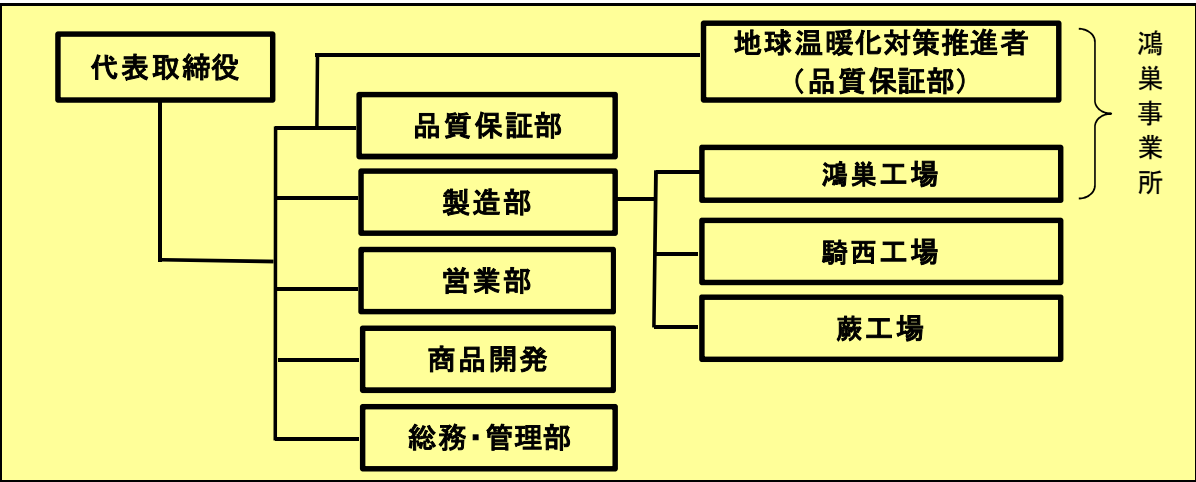 代表取締役
地球温暖化対策推進者
（品質保証部）
品質保証部
製造部
営業部
商品開発
総務・管理部
鴻巣工場
騎西工場
蕨工場
鴻巣事業所